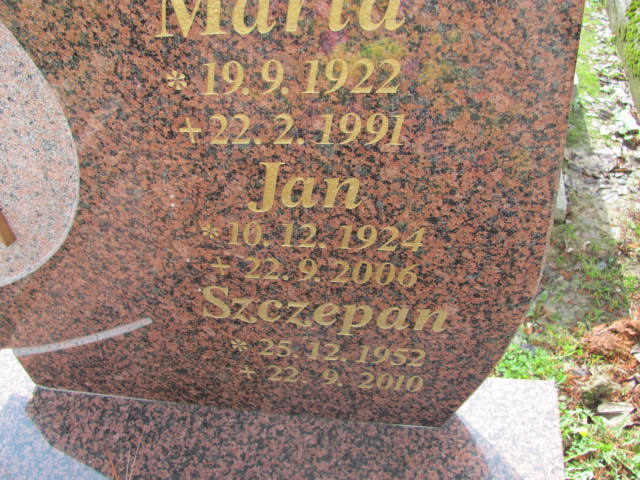 Marta
* 19. 9. 1922
+ 22. 2. 1991
Jan
* 10. 12. 1924
+ 22. 9. 2006
Szczepan
* 25. 12. 1952
+ 22. 9. 2010